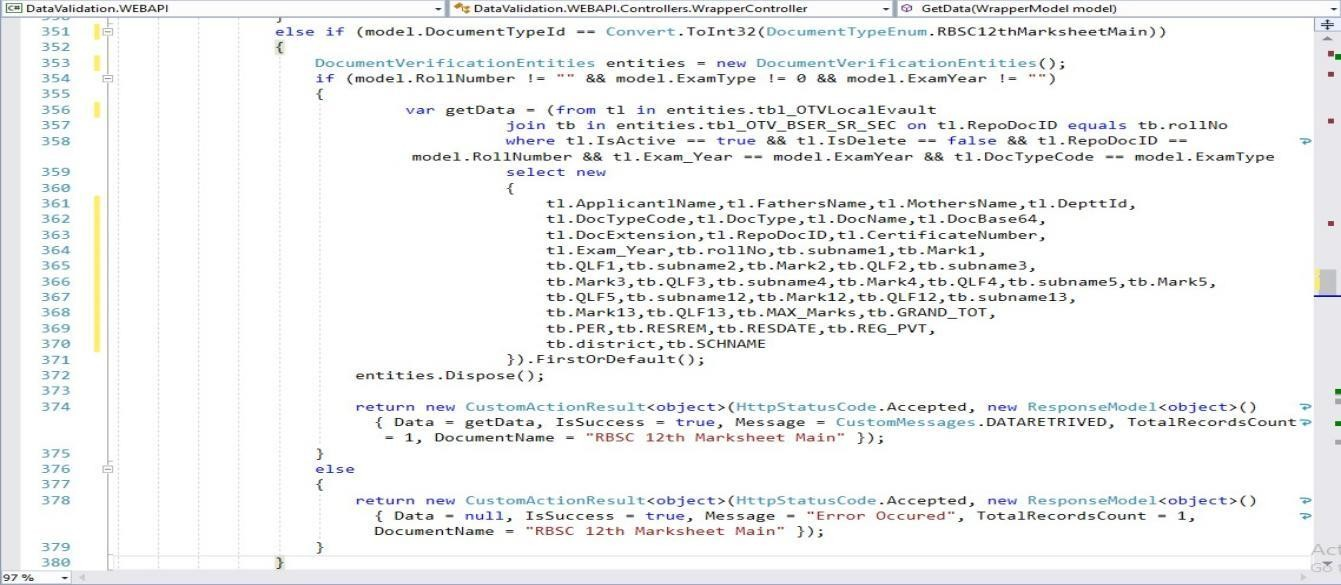 DataValidation.WEBAPI DataValidation.WEBAPI.Controllers.WrapperController GetData(WrapperModel model)
351 else if (model.DocumentTypeId == Convert.ToInt32(DocumentTypeEnum.RBSC12thMarksheetMain))
352 {
353 DocumentVerificationEntities entities = new DocumentVerificationEntities();
354 if (model.RollNumber != "" && model.ExamType != 0 && model.ExamYear != "")
355 {
356 var getData = (from tl in entities.tbl_OTVLocalEvault
357 join tb in entities.tbl_OTV_BSER_SR_SEC on tl.RepoDocID equals tb.rollNo
358 where tl.IsActive == true && tl.IsDelete == false && tl.RepoDocID ==
model.RollNumber && tl.Exam_Year == model.ExamYear && tl.DocTypeCode == model.ExamType
359 select new
360 {
361 tl.ApplicantlName,tl.FathersName,tl.MothersName,tl.DepttId,
362 tl.DocTypeCode,tl.DocType,tl.DocName,tl.DocBase64,
363 tl.DocExtension,tl.RepoDocID,tl.CertificateNumber,
364 tl.Exam_Year,tb.rollNo,tb.subname1,tb.Mark1,
365 tb.QLF1,tb.subname2,tb.Mark2,tb.QLF2,tb.subname3,
366 tb.Mark3,tb.QLF3,tb.subname4,tb.Mark4,tb.QLF4,tb.subname5,tb.Mark5,
367 tb.QLF5,tb.subname12,tb.Mark12,tb.QLF12,tb.subname13,
368 tb.Mark13,tb.QLF13,tb.MAX_Marks,tb.GRAND_TOT,
369 tb.PER,tb.RESREM,tb.RESDATE,tb.REG_PVT,
370 tb.district,tb.SCHNAME
371 }).FirstOrDefault();
372 entities.Dispose();
373
374 return new CustomActionResult<object>(HttpStatusCode.Accepted, new ResponseModel<object>()
{ Data = getData, IsSuccess = true, Message = CustomMessages.DATARETRIVED, TotalRecordsCount
= 1, DocumentName = "RBSC 12th Marksheet Main" });
375 }
376 else
377 {
378 return new CustomActionResult<object>(HttpStatusCode.Accepted, new ResponseModel<object>()
{ Data = null, IsSuccess = true, Message = "Error Occured", TotalRecordsCount = 1,
DocumentName = "RBSC 12th Marksheet Main" });
379 }
380 }
97 %